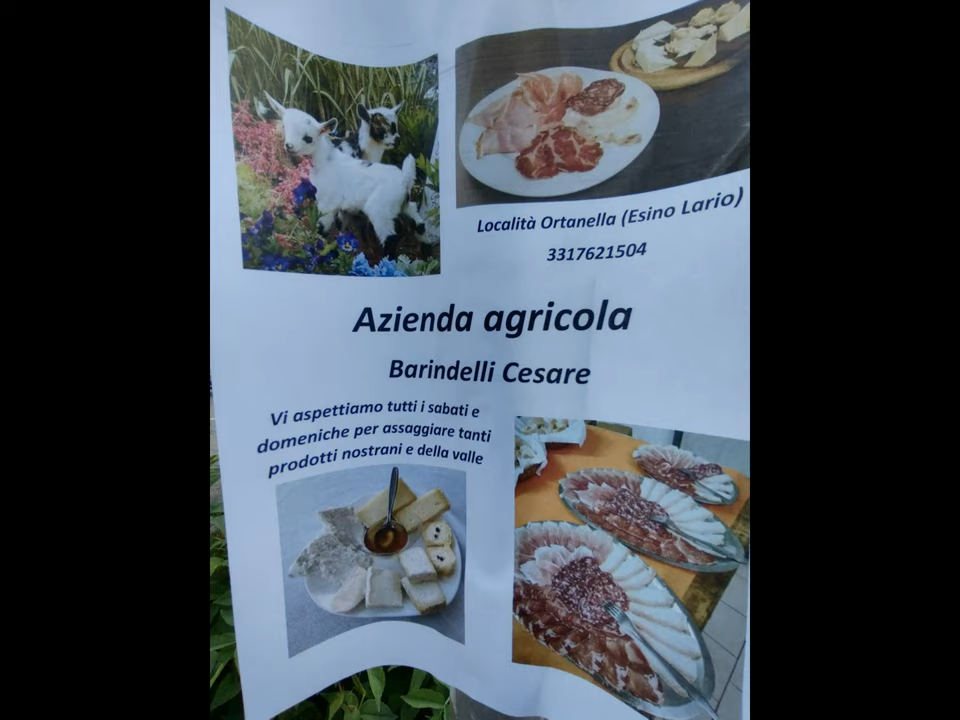 Località Ortanella (Esino Lario)
3317621504
Azienda agricola
Barindelli Cesare
Vi aspettiamo tutti i sabati e
domeniche per assaggiare tanti
prodotti nostrani e della valle